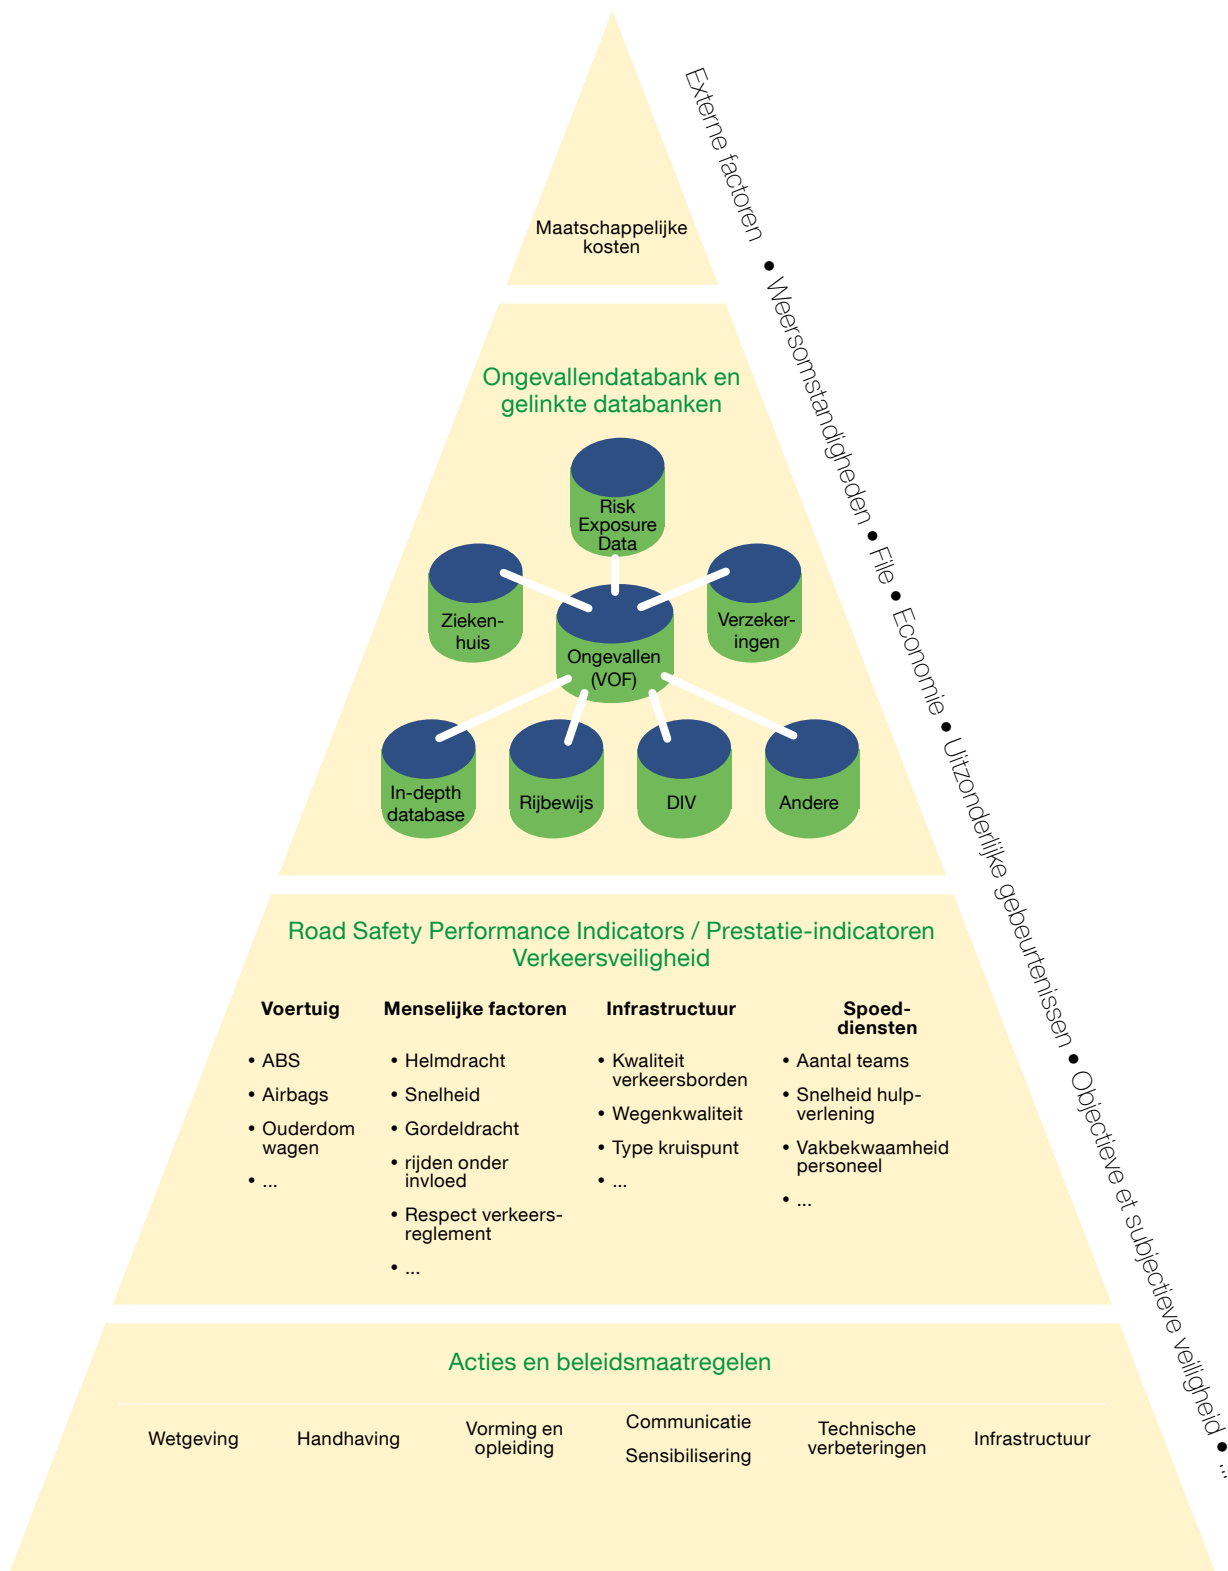 Maatschappelijke
kosten
Externe factoren • Weersomstandigheden • File • Economie • Uitzonderlijke gebeurtenissen • Objectieve et subjectieve veiligheid • ...
Ongevallendatabank en
gelinkte databanken
Risk
Exposure
Data
Zieken-
huis
Verzeker-
ingen
Ongevallen
(VOF)
In-depth
database
Rijbewijs
DIV
Andere
Road Safety Performance Indicators / Prestatie-indicatoren
Verkeersveiligheid
Voertuig
• ABS
• Airbags
• Ouderdom
wagen
• ...
Menselijke factoren
• Helmdracht
• Snelheid
• Gordeldracht
• rijden onder
invloed
• Respect verkeers-
reglement
• ...
Infrastructuur
• Kwaliteit
verkeersborden
• Wegenkwaliteit
• Type kruispunt
• ...
Spoed-
diensten
• Aantal teams
• Snelheid hulp-
verlening
• Vakbekwaamheid
personeel
• ...
Acties en beleidsmaatregelen
Wetgeving
Handhaving
Vorming en
opleiding
Communicatie
Sensibilisering
Technische
verbeteringen
Infrastructuur